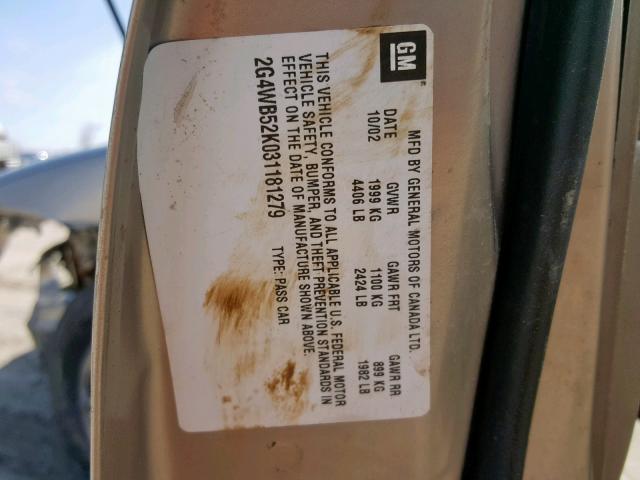 GM
MFD BY GENERAL MOTORS OF CANADA LTD.
DATE GVWR GAWR FRT GAWR RR
10/02 1999 KG 1100 KG 899 KG
4406 LB 2424 LB 1982 LB
THIS VEHICLE CONFORMS TO ALL APPLICABLE U.S. FEDERAL MOTOR
VEHICLE SAFETY, BUMPER, AND THEFT PREVENTION STANDARDS IN
EFFECT ON THE DATE OF MANUFACTURE SHOWN ABOVE.
2G4WB52K031181279 TYPE: PASS CAR